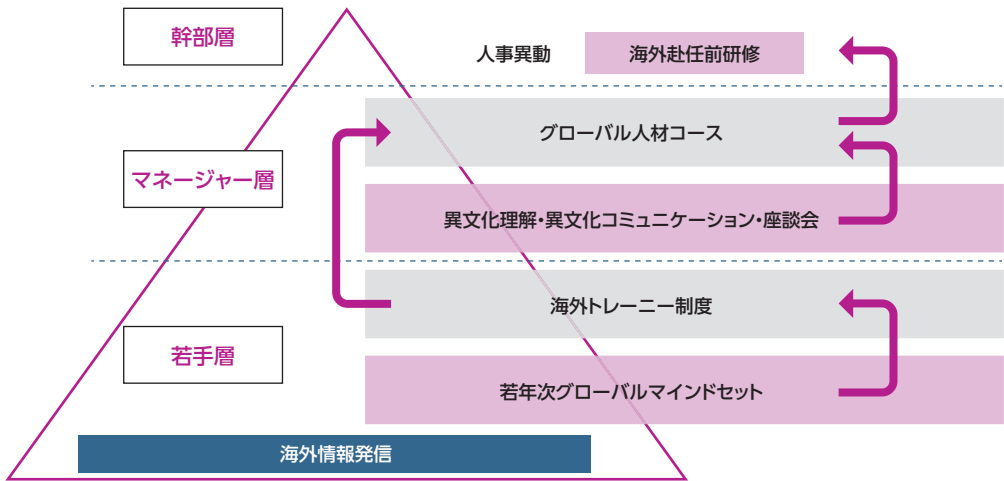 幹部層
人事異動
海外赴任前研修
グローバル人材コース
マネージャー層
異文化理解・異文化コミュニケーション・座談会
海外トレーニー制度
若手層
若年次グローバルマインドセット
海外情報発信